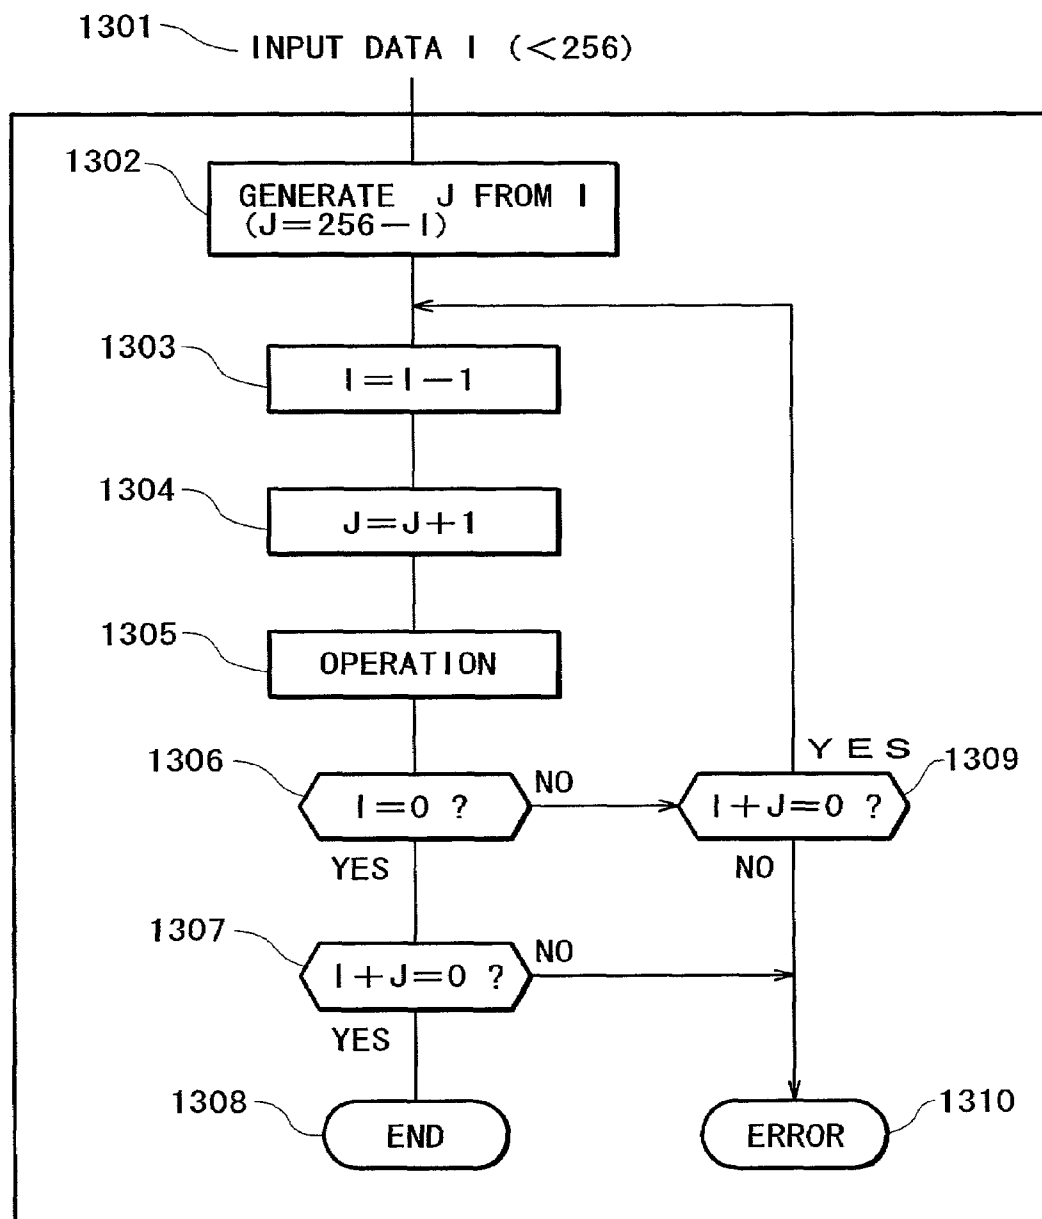 1301
INPUT DATA I (<256)
1302
GENERATE J FROM I
(J=256-I)
1303
I=I-1
1304
J=J+1
1305
OPERATION
1306
I=0 ?
NO
YES
YES
1309
I+J=0 ?
NO
1307
I+J=0 ?
NO
YES
1308
END
1310
ERROR